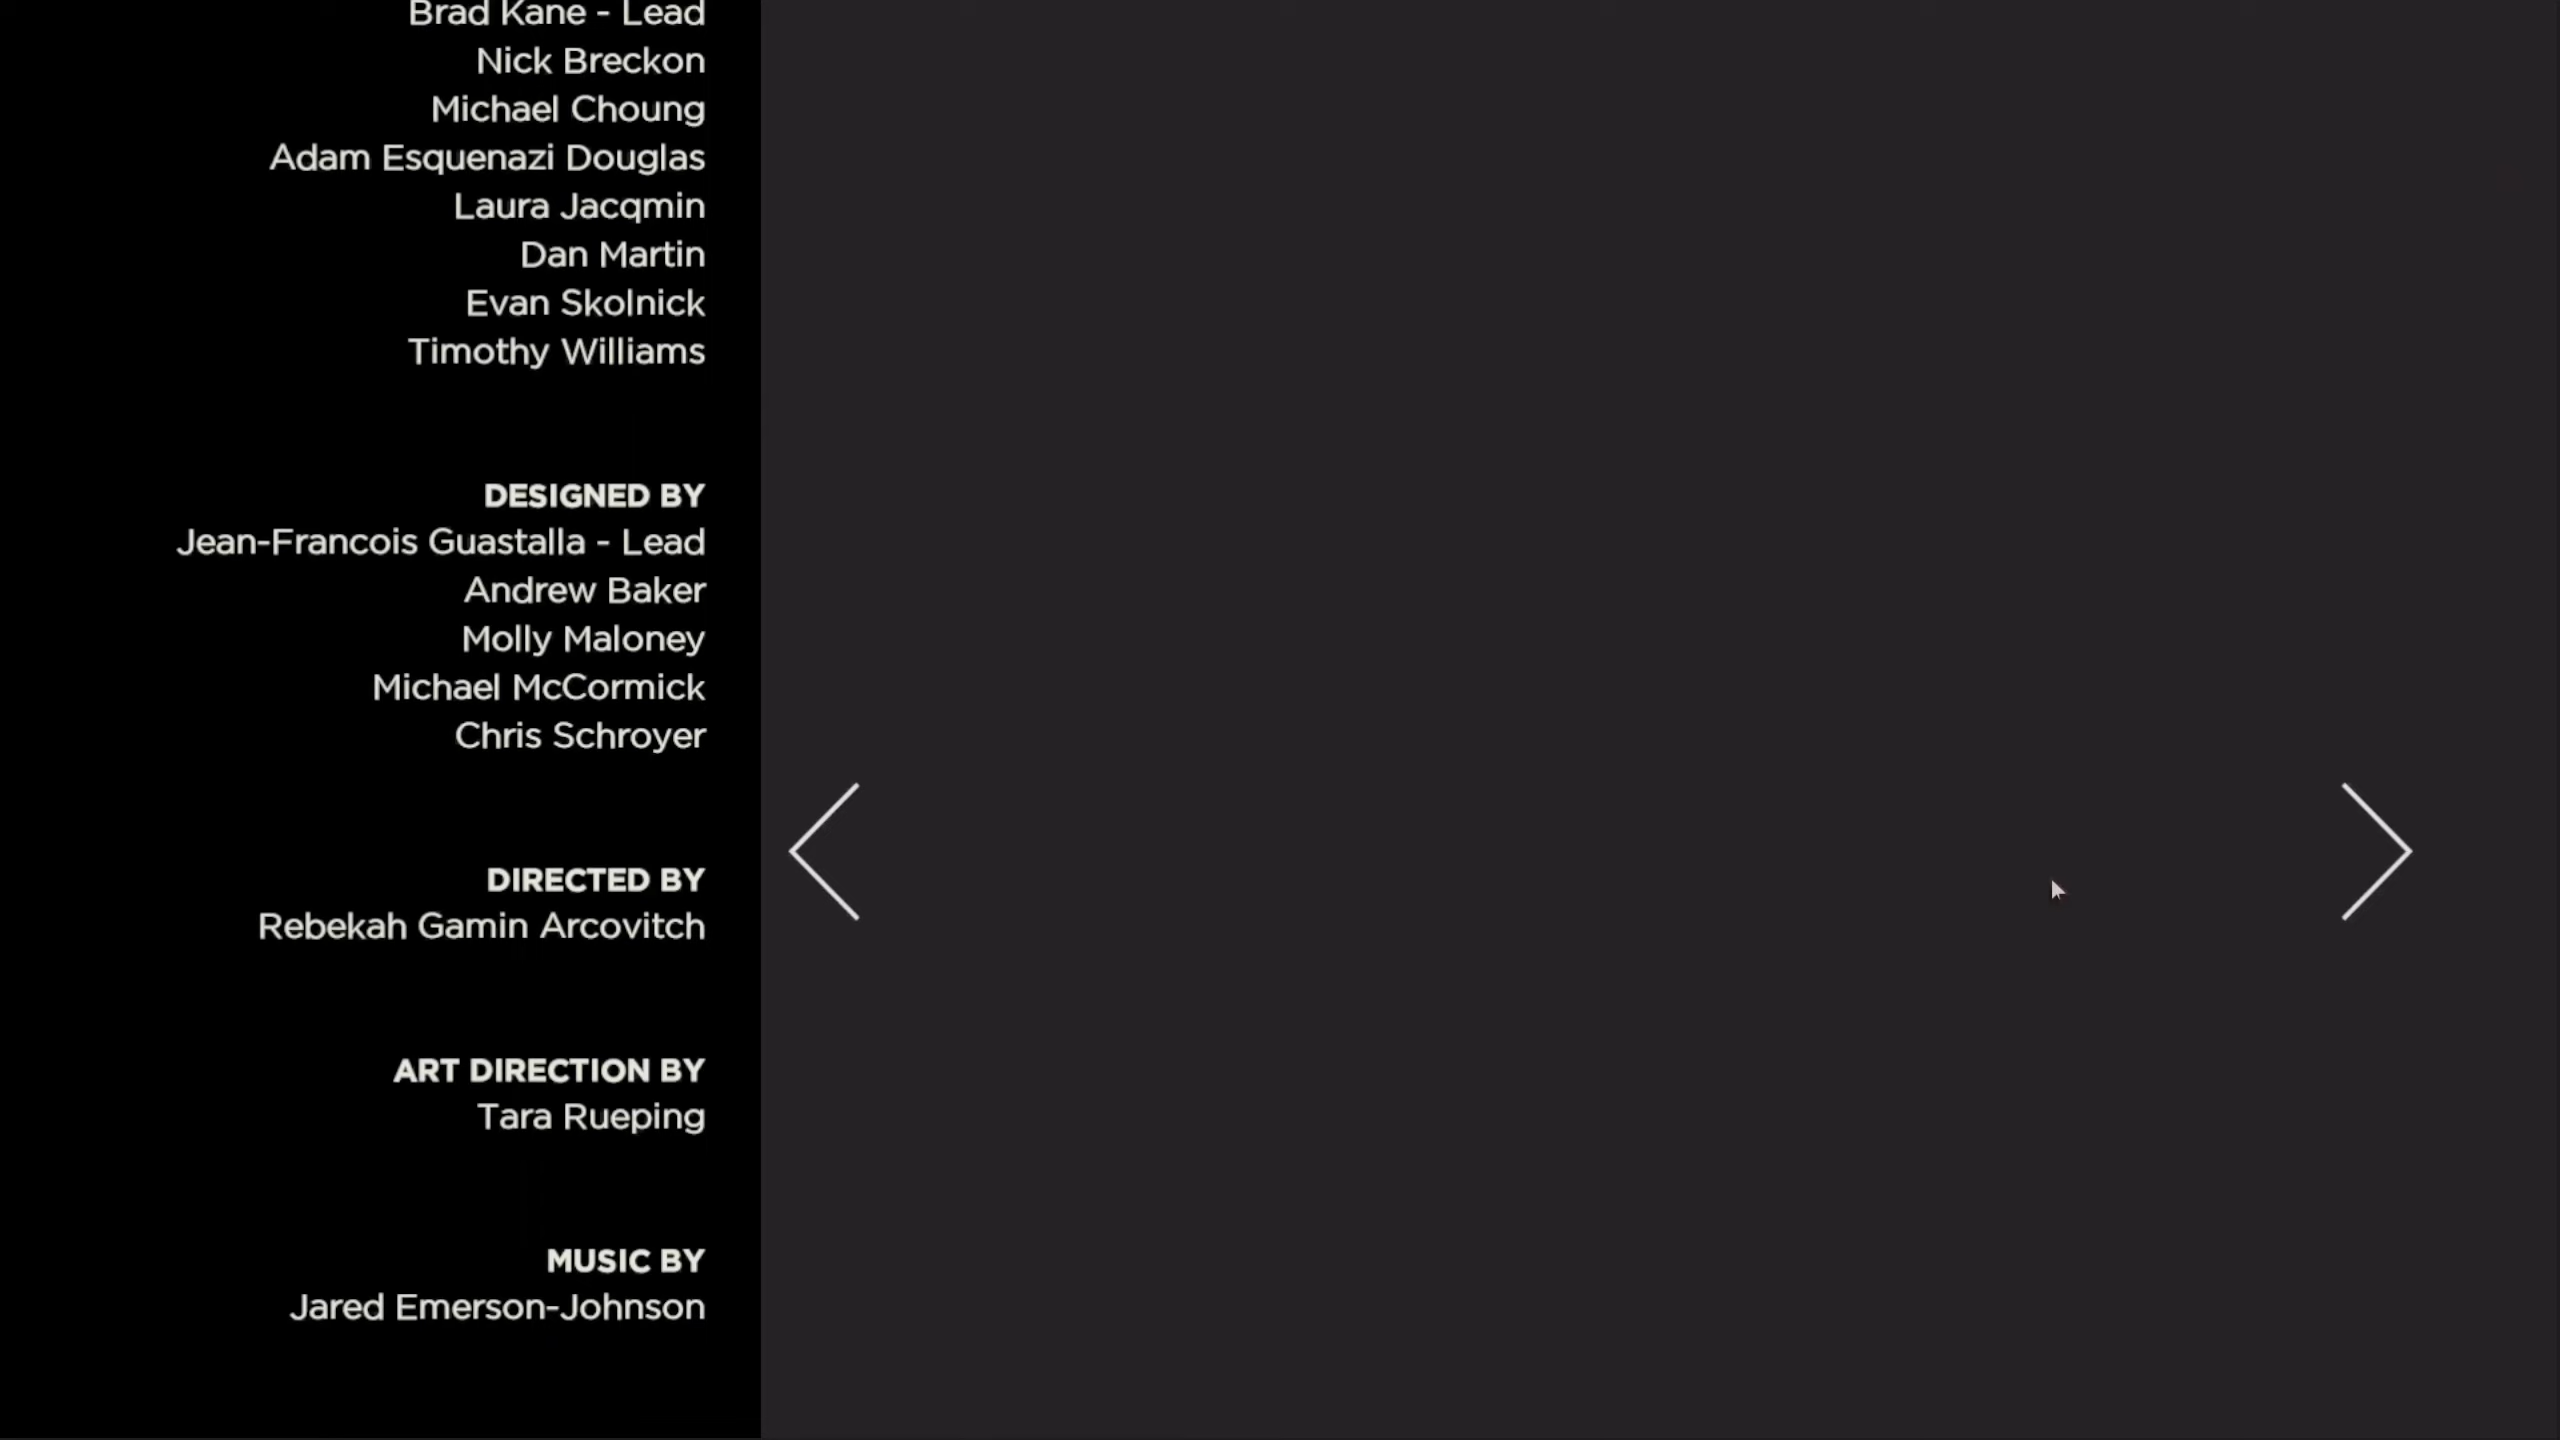 Brad Kane - Lead
Nick Breckon
Michael Choung
Adam Esquenazi Douglas
Laura Jacqmin
Dan Martin
Evan Skolnick
Timothy Williams
DESIGNED BY
Jean-Francois Guastalla - Lead
Andrew Baker
Molly Maloney
Michael McCormick
Chris Schroyer
DIRECTED BY
Rebekah Gamin Arcovitch
ART DIRECTION BY
Tara Rueping
MUSIC BY
Jared Emerson-Johnson